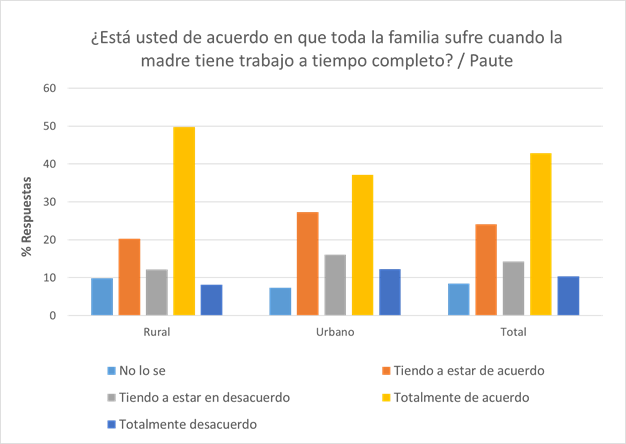 ¿Está usted de acuerdo en que toda la familia sufre cuando la
madre tiene trabajo a tiempo completo? / Paute
60
50
40
30
20
10
0
% Respuestas
Rural Urbano Total
No lo se Tiendo a estar de acuerdo
Tiendo a estar en desacuerdo Totalmente de acuerdo
Totalmente desacuerdo